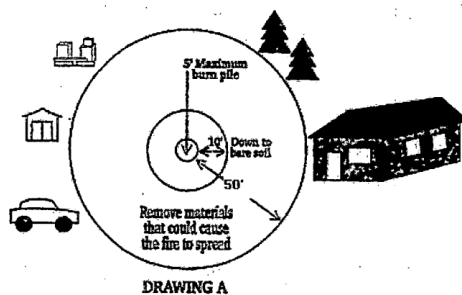 5' Maximum
burn pile
10' Down to
bare soil
50'
Remove materials
that could cause
the fire to spread
DRAWING A